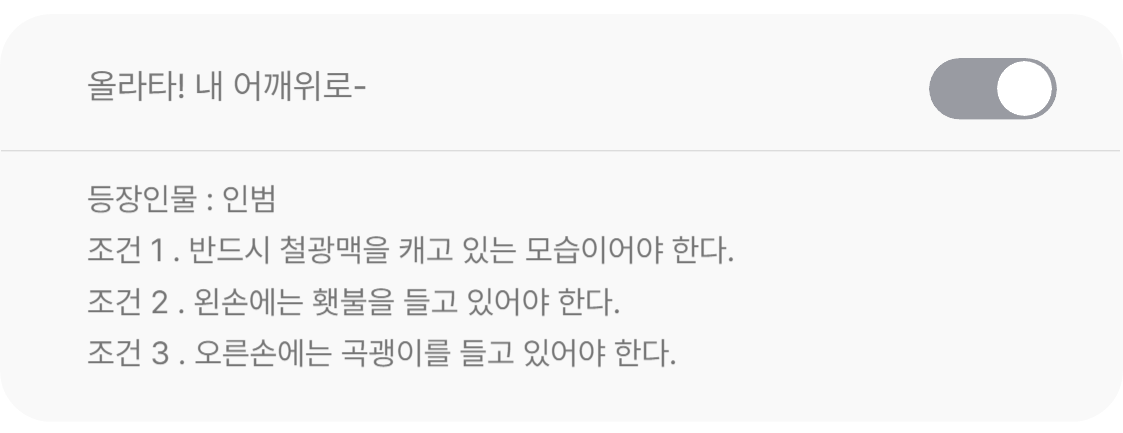 올라타! 내 어깨위로-
등장인물 : 인범
조건 1 . 반드시 철광맥을 캐고 있는 모습이어야 한다.
조건 2 . 왼손에는 횃불을 들고 있어야 한다.
조건 3 . 오른손에는 곡괭이를 들고 있어야 한다.